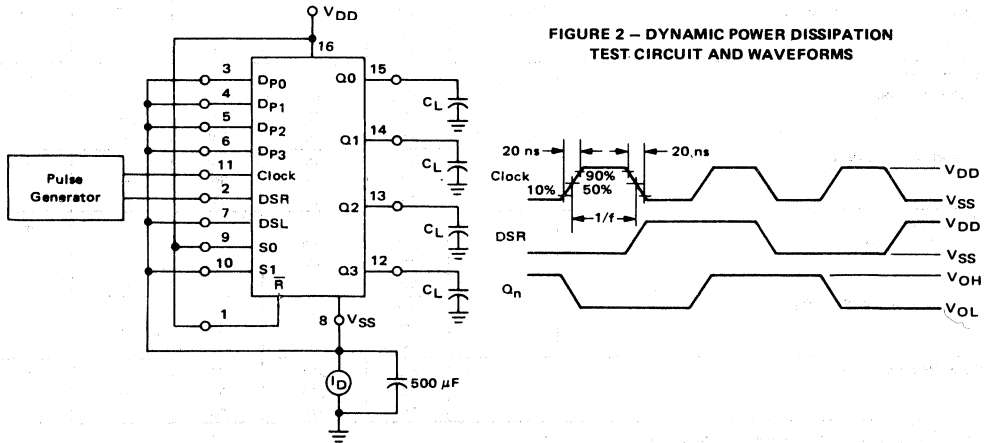 FIGURE 2 – DYNAMIC POWER DISSIPATION
TEST CIRCUIT AND WAVEFORMS
VDD
16
3 DP0
4 DP1
5 DP2
6 DP3
11 Clock
2 DSR
7 DSL
9 S0
10 S1
1 R̅
Q0 15
Q1 14
Q2 13
Q3 12
CL
CL
CL
CL
Pulse
Generator
8 VSS
ID
500 µF
20 ns
20 ns
Clock
90%
10% 50%
1/f
VDD
VSS
DSR
VDD
VSS
Qn
VOH
VOL